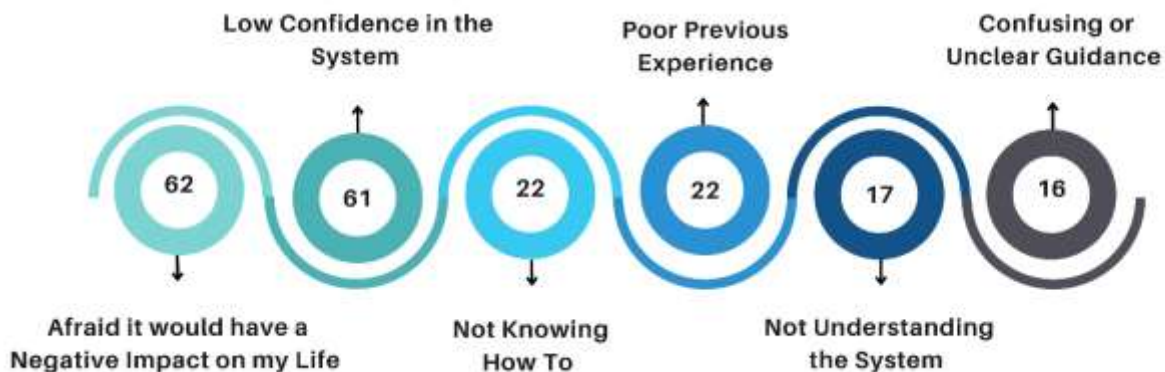 Low Confidence in the
System
Poor Previous
Experience
Confusing or
Unclear Guidance
62
61
22
22
17
16
Afraid it would have a
Negative Impact on my Life
Not Knowing
How To
Not Understanding
the System